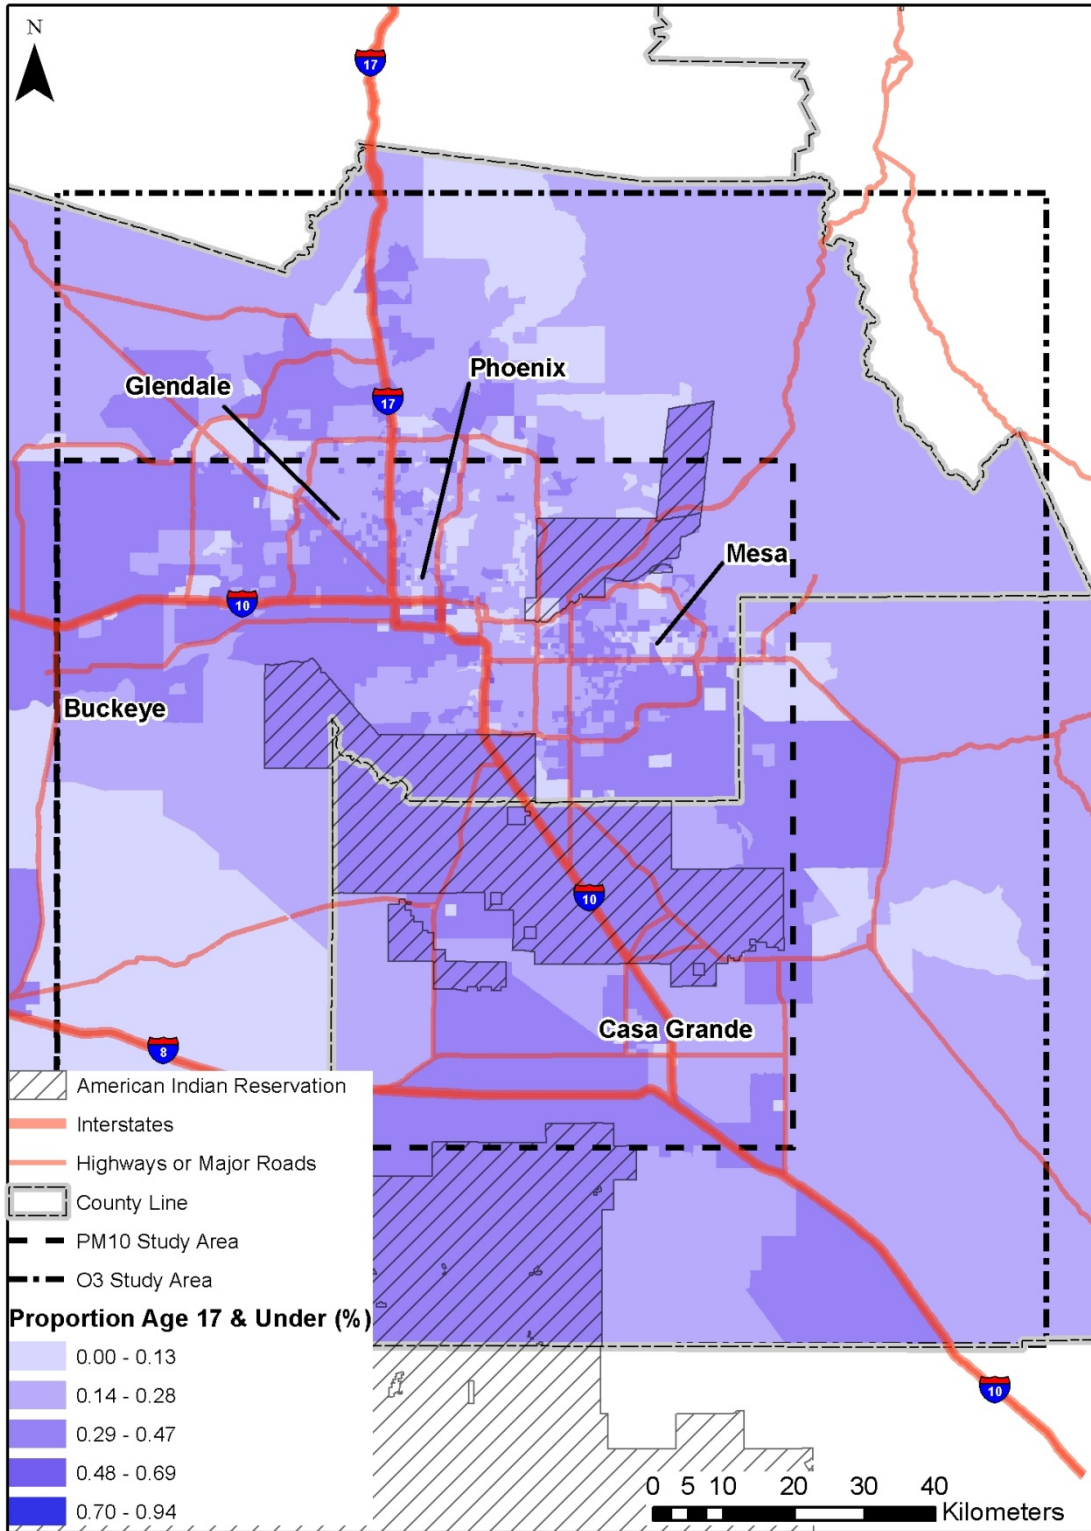 N
17
Phoenix
Glendale
17
Mesa
10
Buckeye
10
Casa Grande
8
American Indian Reservation
Interstates
Highways or Major Roads
County Line
PM10 Study Area
O3 Study Area
Proportion Age 17 & Under (%)
0.00 - 0.13
0.14 - 0.28
0.29 - 0.47
0.48 - 0.69
0.70 - 0.94
10
0 5 10 20 30 40
Kilometers